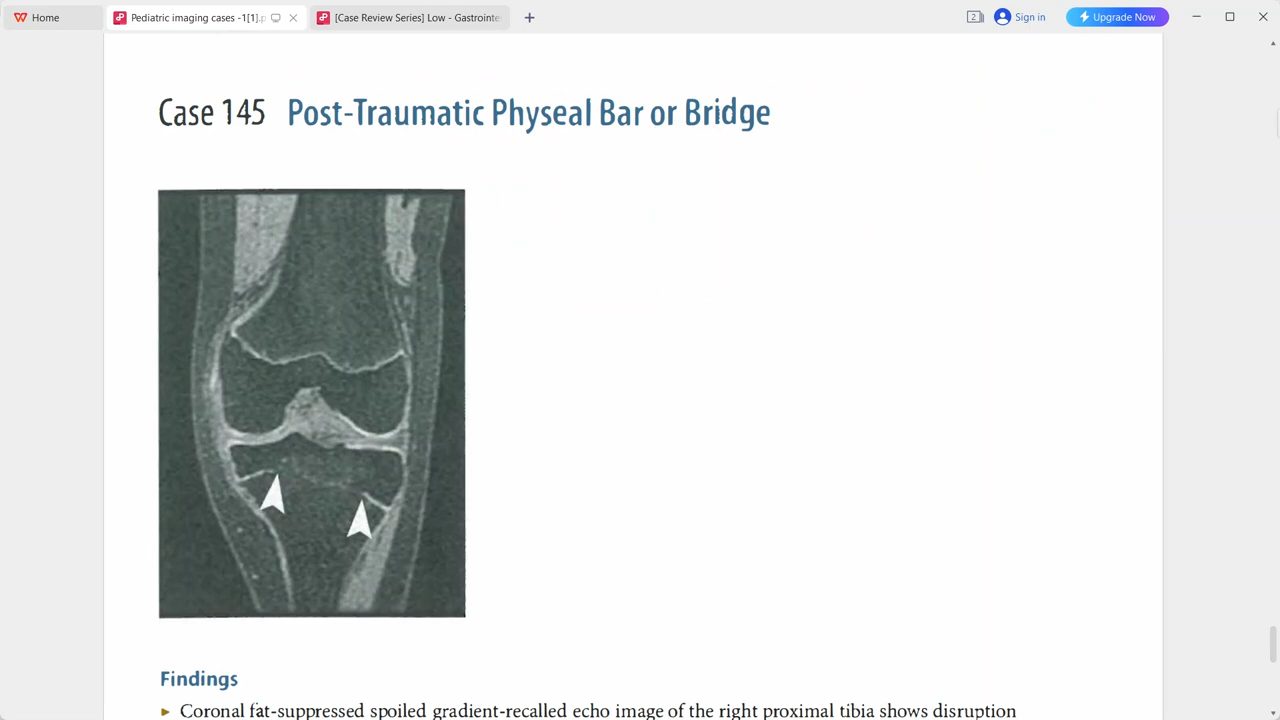 Home
Pediatric imaging cases -1[1].p
[Case Review Series] Low - Gastrointe
2
Sign in
Upgrade Now
Case 145 Post-Traumatic Physeal Bar or Bridge
Findings
► Coronal fat-suppressed spoiled gradient-recalled echo image of the right proximal tibia shows disruption